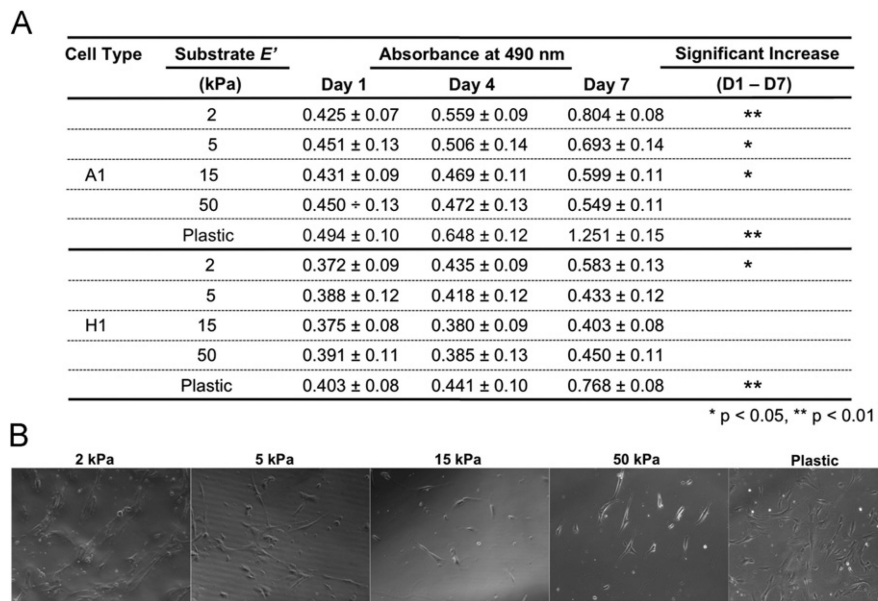 A
Cell Type Substrate E’ Absorbance at 490 nm Significant Increase
(kPa) Day 1 Day 4 Day 7 (D1 – D7)
2 0.425 ± 0.07 0.559 ± 0.09 0.804 ± 0.08 **
5 0.451 ± 0.13 0.506 ± 0.14 0.693 ± 0.14 *
A1 15 0.431 ± 0.09 0.469 ± 0.11 0.599 ± 0.11 *
50 0.450 ÷ 0.13 0.472 ± 0.13 0.549 ± 0.11
Plastic 0.494 ± 0.10 0.648 ± 0.12 1.251 ± 0.15 **
2 0.372 ± 0.09 0.435 ± 0.09 0.583 ± 0.13 *
5 0.388 ± 0.12 0.418 ± 0.12 0.433 ± 0.12
H1 15 0.375 ± 0.08 0.380 ± 0.09 0.403 ± 0.08
50 0.391 ± 0.11 0.385 ± 0.13 0.450 ± 0.11
Plastic 0.403 ± 0.08 0.441 ± 0.10 0.768 ± 0.08 **
* p < 0.05, ** p < 0.01
B
2 kPa 5 kPa 15 kPa 50 kPa Plastic